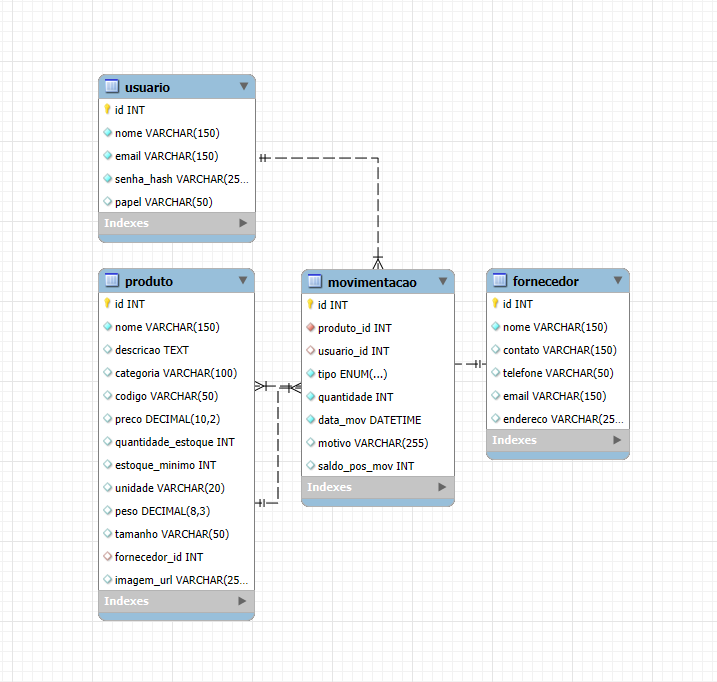 usuario
id INT
nome VARCHAR(150)
email VARCHAR(150)
senha_hash VARCHAR(25...
papel VARCHAR(50)
Indexes
produto
id INT
nome VARCHAR(150)
descricao TEXT
categoria VARCHAR(100)
codigo VARCHAR(50)
preco DECIMAL(10,2)
quantidade_estoque INT
estoque_minimo INT
unidade VARCHAR(20)
peso DECIMAL(8,3)
tamanho VARCHAR(50)
fornecedor_id INT
imagem_url VARCHAR(25...
Indexes
movimentacao
id INT
produto_id INT
usuario_id INT
tipo ENUM(...)
quantidade INT
data_mov DATETIME
motivo VARCHAR(255)
saldo_pos_mov INT
Indexes
fornecedor
id INT
nome VARCHAR(150)
contato VARCHAR(150)
telefone VARCHAR(50)
email VARCHAR(150)
endereco VARCHAR(25...
Indexes